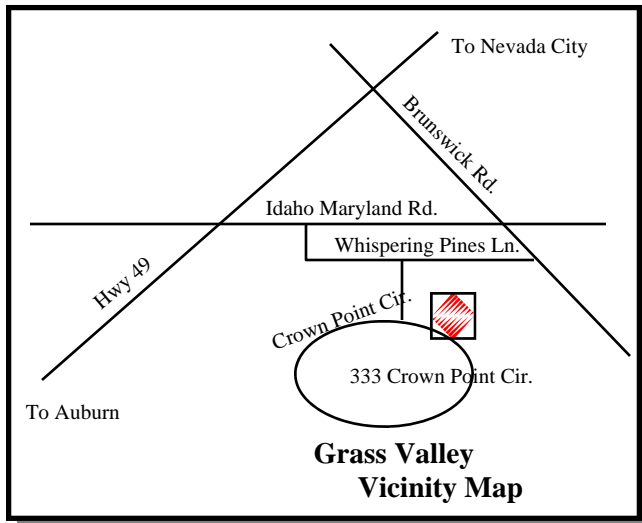 To Nevada City
Brunswick Rd.
Idaho Maryland Rd.
Whispering Pines Ln.
Hwy 49
Crown Point Cir.
333 Crown Point Cir.
To Auburn
Grass Valley
Vicinity Map